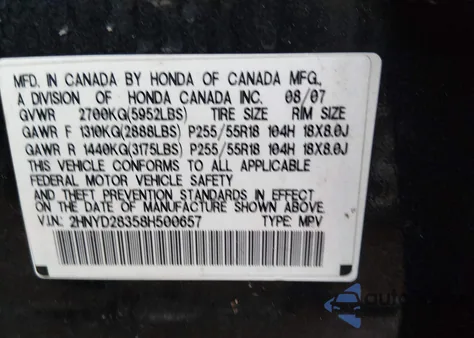 MFD. IN CANADA BY HONDA OF CANADA MFG.,
A DIVISION OF HONDA CANADA INC. 08/07
GVWR 2700KG(5952LBS) TIRE SIZE RIM SIZE
GAWR F 1310KG(2888LBS) P255/55R18 104H 18X8.0J
GAWR R 1440KG(3175LBS) P255/55R18 104H 18X8.0J
THIS VEHICLE CONFORMS TO ALL APPLICABLE
FEDERAL MOTOR VEHICLE SAFETY
AND THEFT PREVENTION STANDARDS IN EFFECT
ON THE DATE OF MANUFACTURE SHOWN ABOVE.
V.I.N: 2HNYD28358H500657 TYPE: MPV